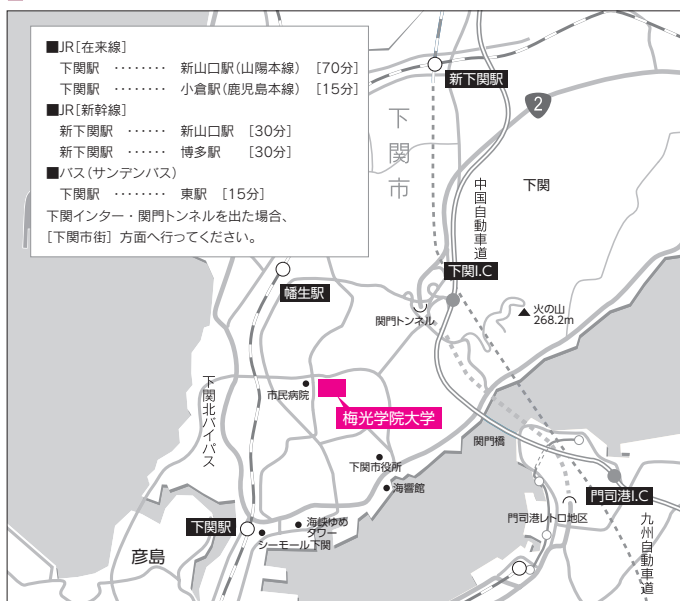 ■JR[在来線]
下関駅 ········ 新山口駅(山陽本線) [70分]
下関駅 ········ 小倉駅(鹿児島本線) [15分]
■JR[新幹線]
新下関駅 ······ 新山口駅 [30分]
新下関駅 ······ 博多駅 [30分]
■バス(サンデンバス)
下関駅 ········ 東駅 [15分]
下関インター・関門トンネルを出た場合、
[下関市街] 方面へ行ってください。
新下関駅
2
下関市
中国自動車道
下関
下関I.C
幡生駅
関門トンネル
▲ 火の山
268.2m
市民病院
梅光学院大学
下関北バイパス
関門橋
下関市役所
海響館
門司港I.C
門司港レトロ地区
下関駅
海峡ゆめ
タワー
シーモール下関
彦島
九州自動車道